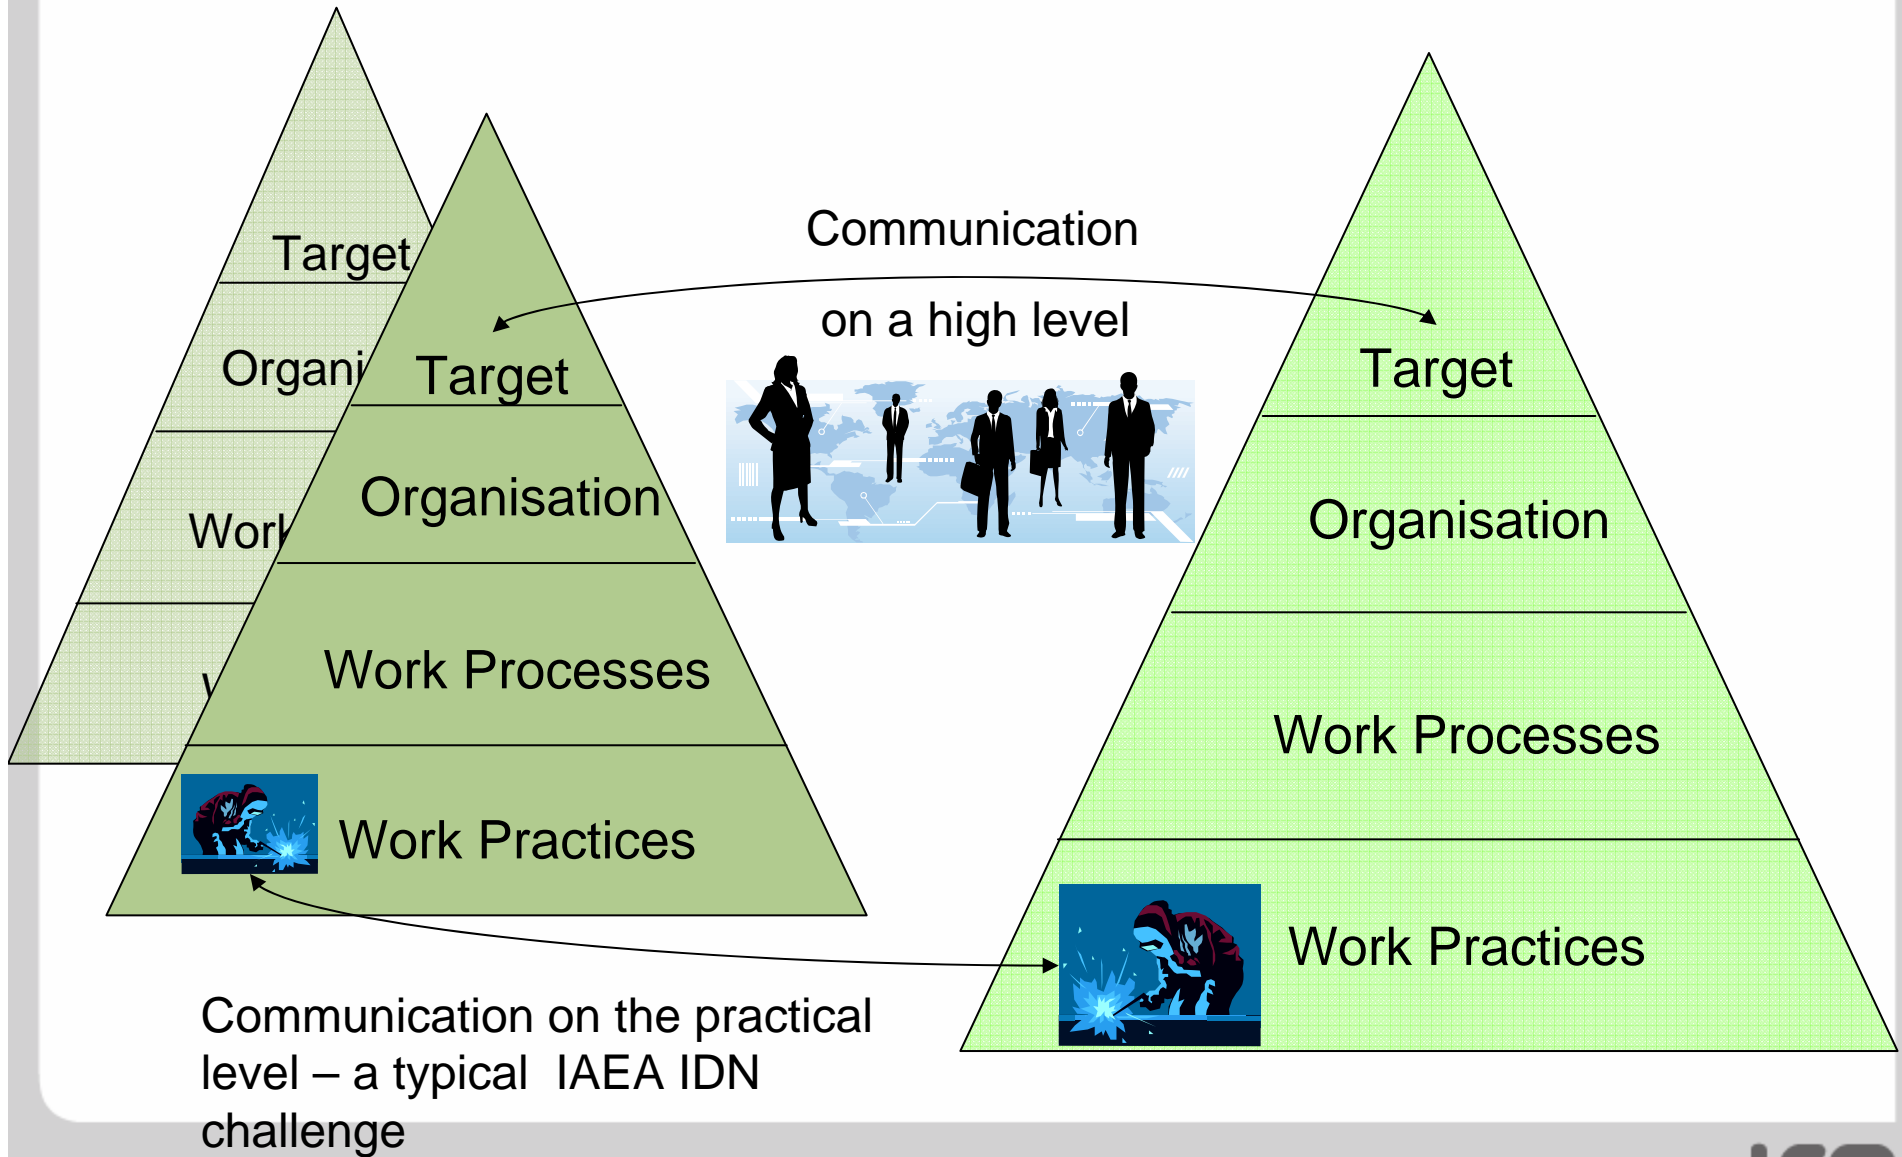 Target
Organi
Work
Target
Organisation
Work Processes
Work Practices
Communication
on a high level
Target
Organisation
Work Processes
Work Practices
Communication on the practical
level – a typical IAEA IDN
challenge